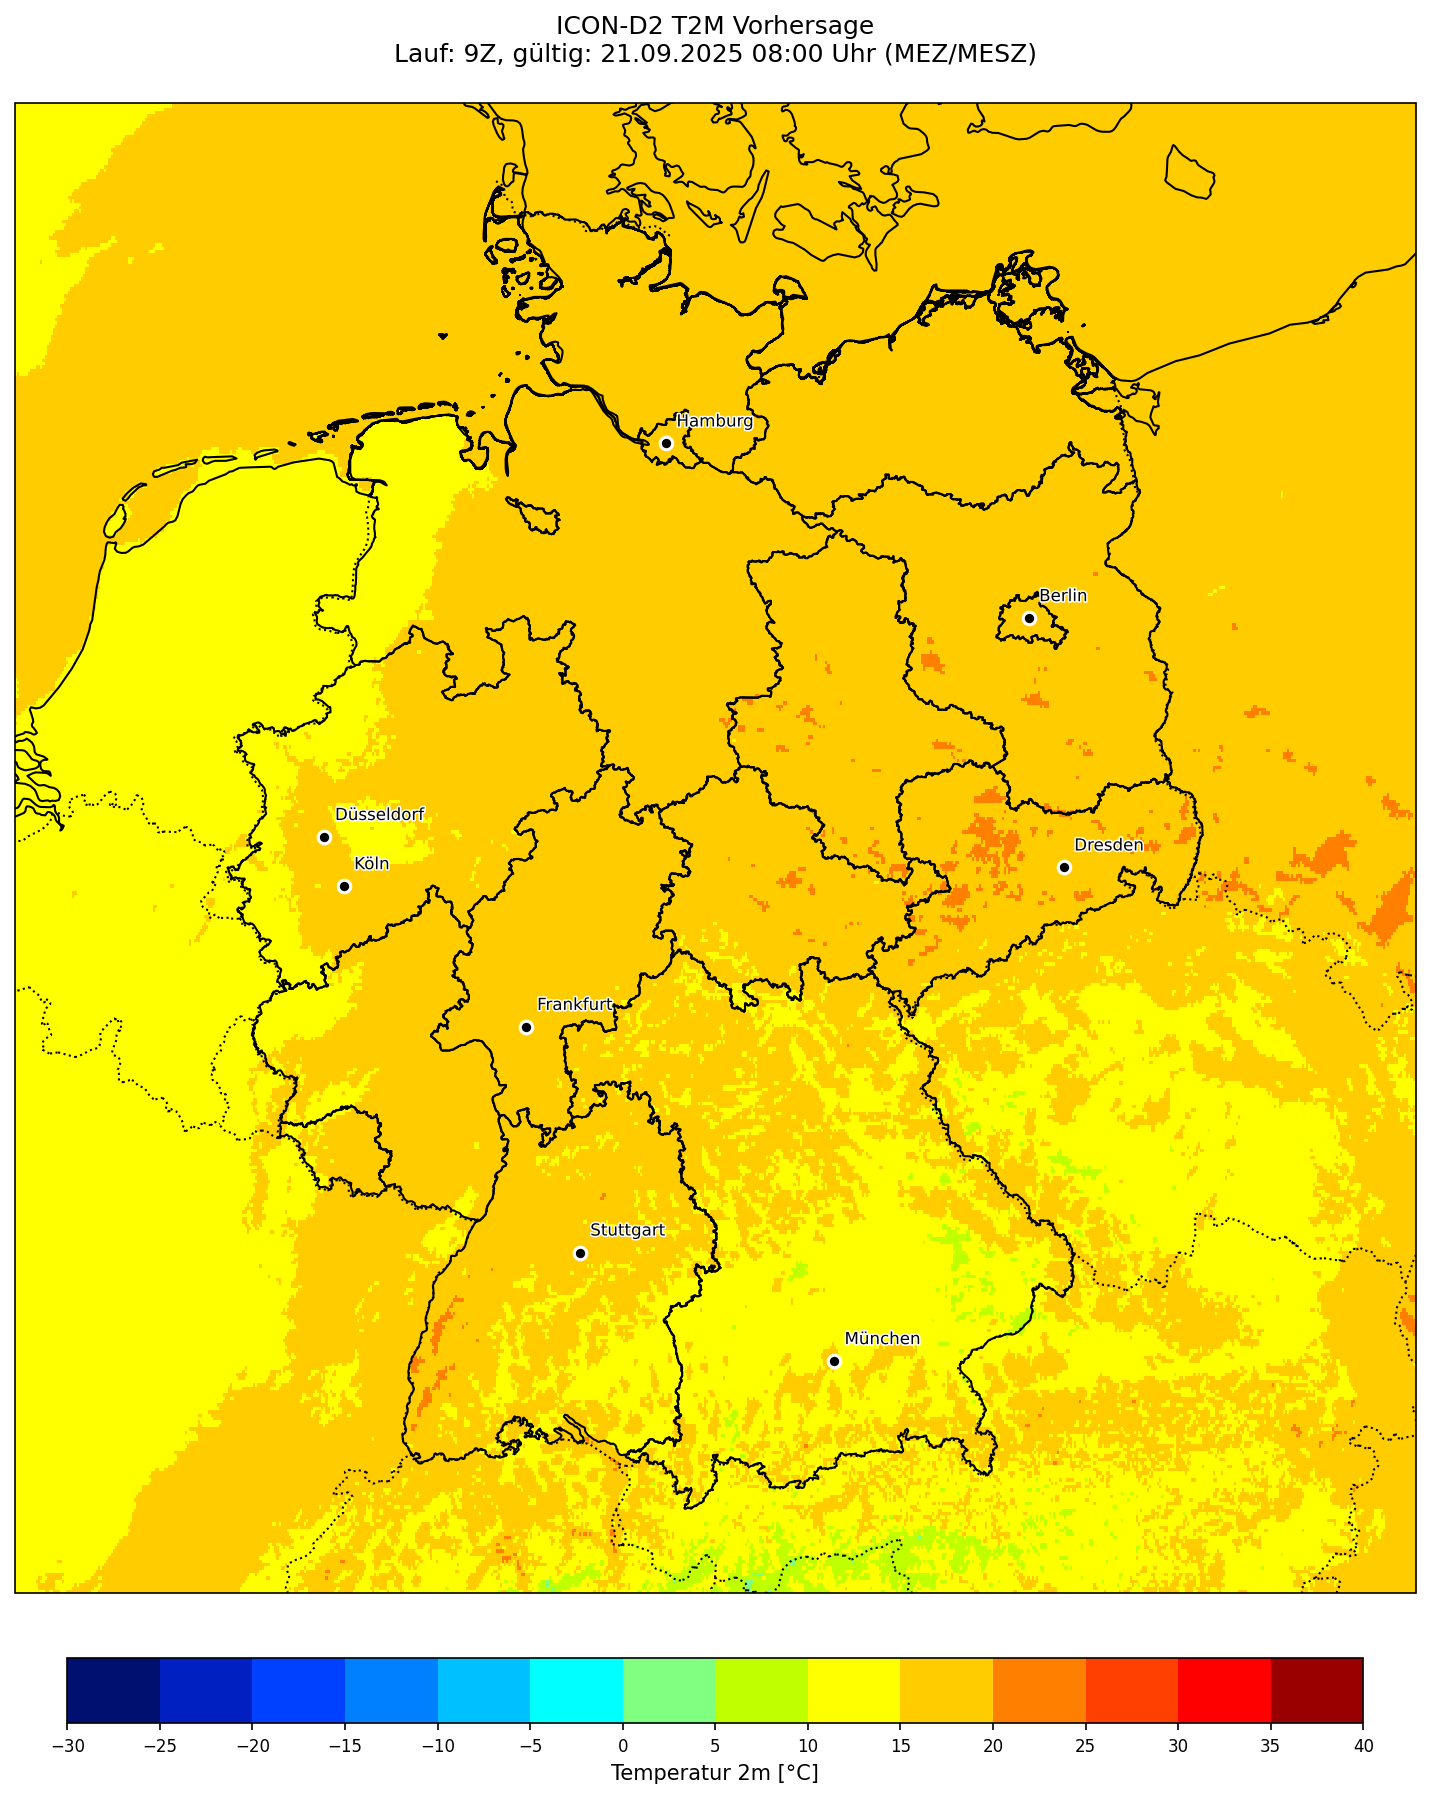 ICON-D2 T2M Vorhersage
Lauf: 9Z, gültig: 21.09.2025 08:00 Uhr (MEZ/MESZ)
Hamburg
Berlin
Düsseldorf
Dresden
Köln
Frankfurt
Stuttgart
München
−30 −25 −20 −15 −10 −5 0 5 10 15 20 25 30 35 40
Temperatur 2m [°C]